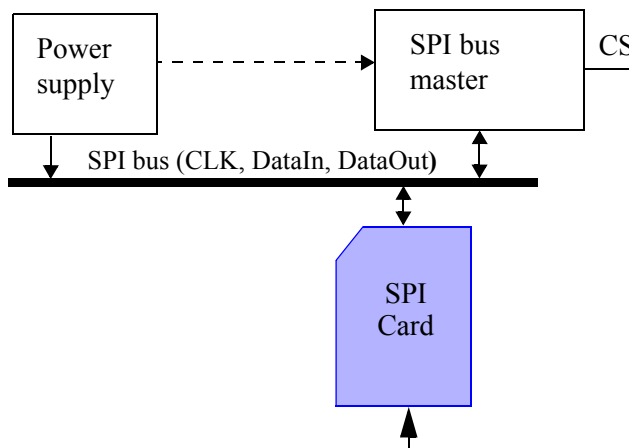 Power
supply
SPI bus
master
CS
SPI bus (CLK, DataIn, DataOut)
SPI
Card